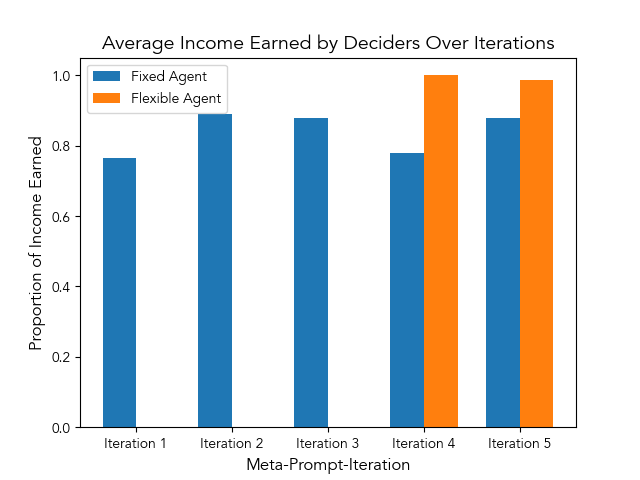 Average Income Earned by Deciders Over Iterations
Fixed Agent
Flexible Agent
Proportion of Income Earned
1.0
0.8
0.6
0.4
0.2
0.0
Iteration 1 Iteration 2 Iteration 3 Iteration 4 Iteration 5
Meta-Prompt-Iteration